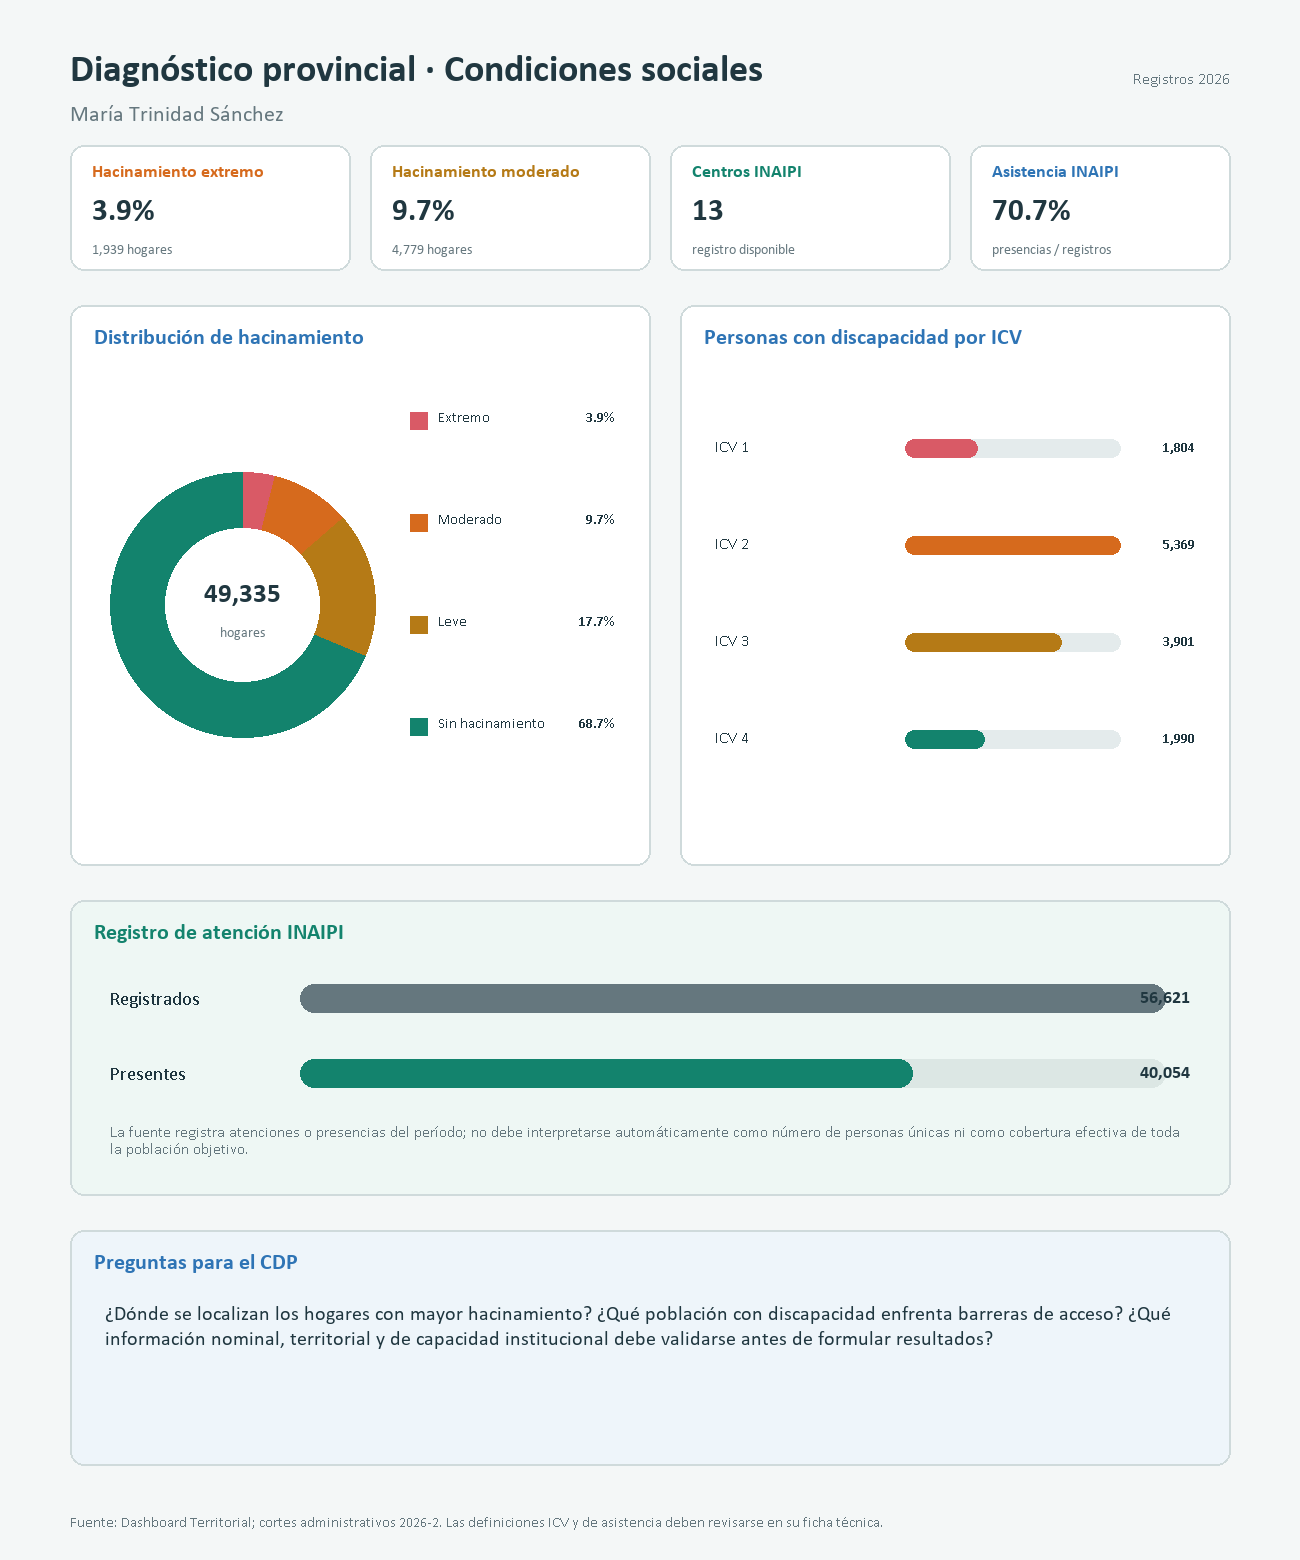 Diagnóstico provincial · Condiciones sociales
Registros 2026
María Trinidad Sánchez
Hacinamiento extremo
3.9%
1,939 hogares
Hacinamiento moderado
9.7%
4,779 hogares
Centros INAIPI
13
registro disponible
Asistencia INAIPI
70.7%
presencias / registros
Distribución de hacinamiento
Extremo 3.9%
Moderado 9.7%
Leve 17.7%
Sin hacinamiento 68.7%
49,335
hogares
Personas con discapacidad por ICV
ICV 1 1,804
ICV 2 5,369
ICV 3 3,901
ICV 4 1,990
Registro de atención INAIPI
Registrados 56,621
Presentes 40,054
La fuente registra atenciones o presencias del período; no debe interpretarse automáticamente como número de personas únicas ni como cobertura efectiva de toda
la población objetivo.
Preguntas para el CDP
¿Dónde se localizan los hogares con mayor hacinamiento? ¿Qué población con discapacidad enfrenta barreras de acceso? ¿Qué
información nominal, territorial y de capacidad institucional debe validarse antes de formular resultados?
Fuente: Dashboard Territorial; cortes administrativos 2026-2. Las definiciones ICV y de asistencia deben revisarse en su ficha técnica.